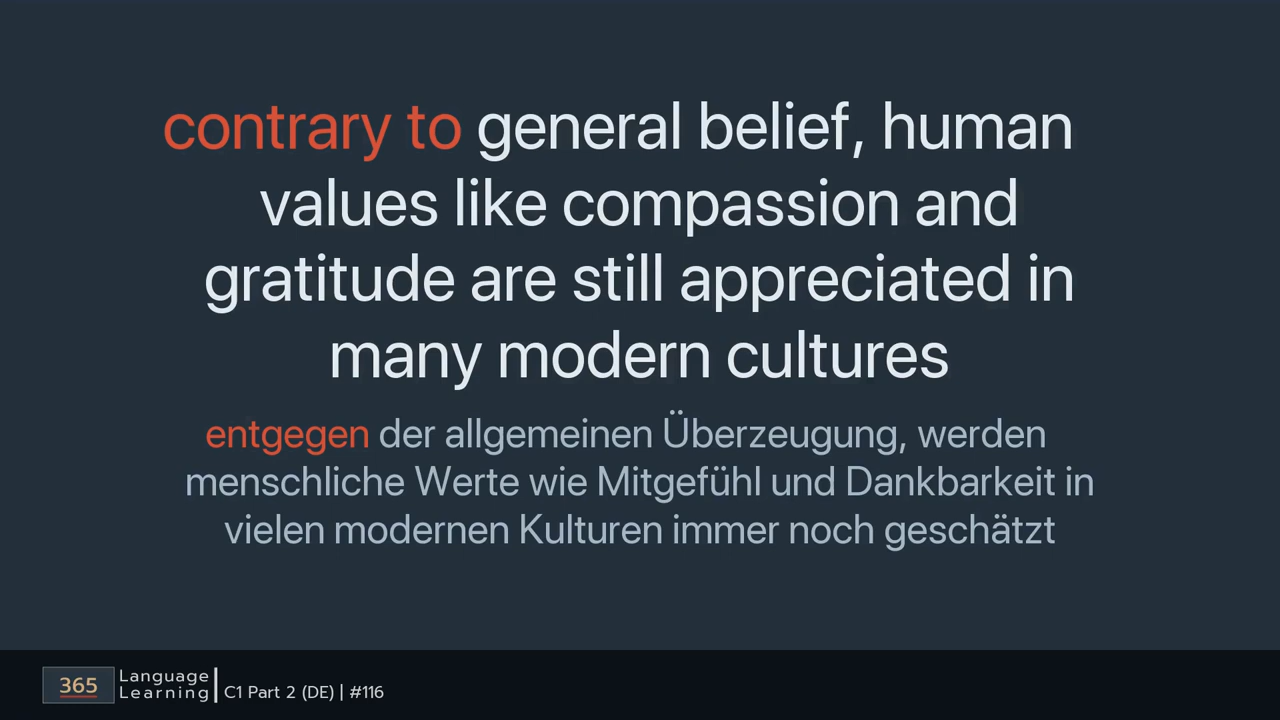 contrary to general belief, human
values like compassion and
gratitude are still appreciated in
many modern cultures
entgegen der allgemeinen Überzeugung, werden
menschliche Werte wie Mitgefühl und Dankbarkeit in
vielen modernen Kulturen immer noch geschätzt
365 Language
Learning
C1 Part 2 (DE) | #116